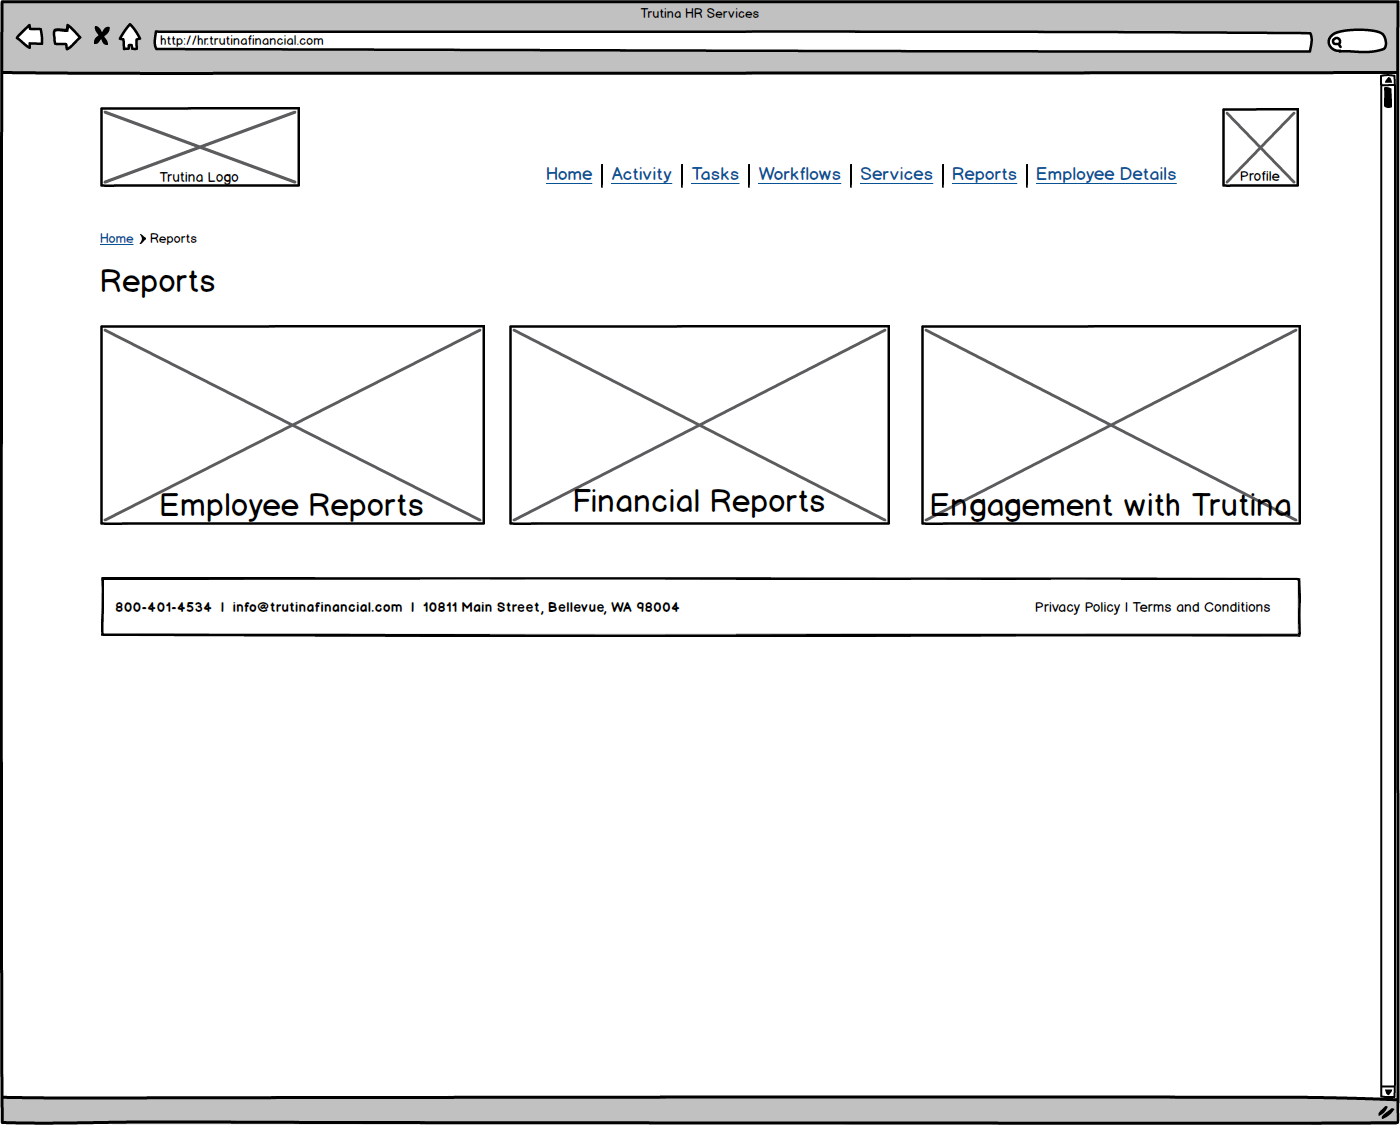 Trutina HR Services
http://hr.trutinafinancial.com
Trutina Logo
Home | Activity | Tasks | Workflows | Services | Reports | Employee Details
Profile
Home > Reports
Reports
Employee Reports
Financial Reports
Engagement with Trutina
800-401-4534 | info@trutinafinancial.com | 10811 Main Street, Bellevue, WA 98004
Privacy Policy | Terms and Conditions